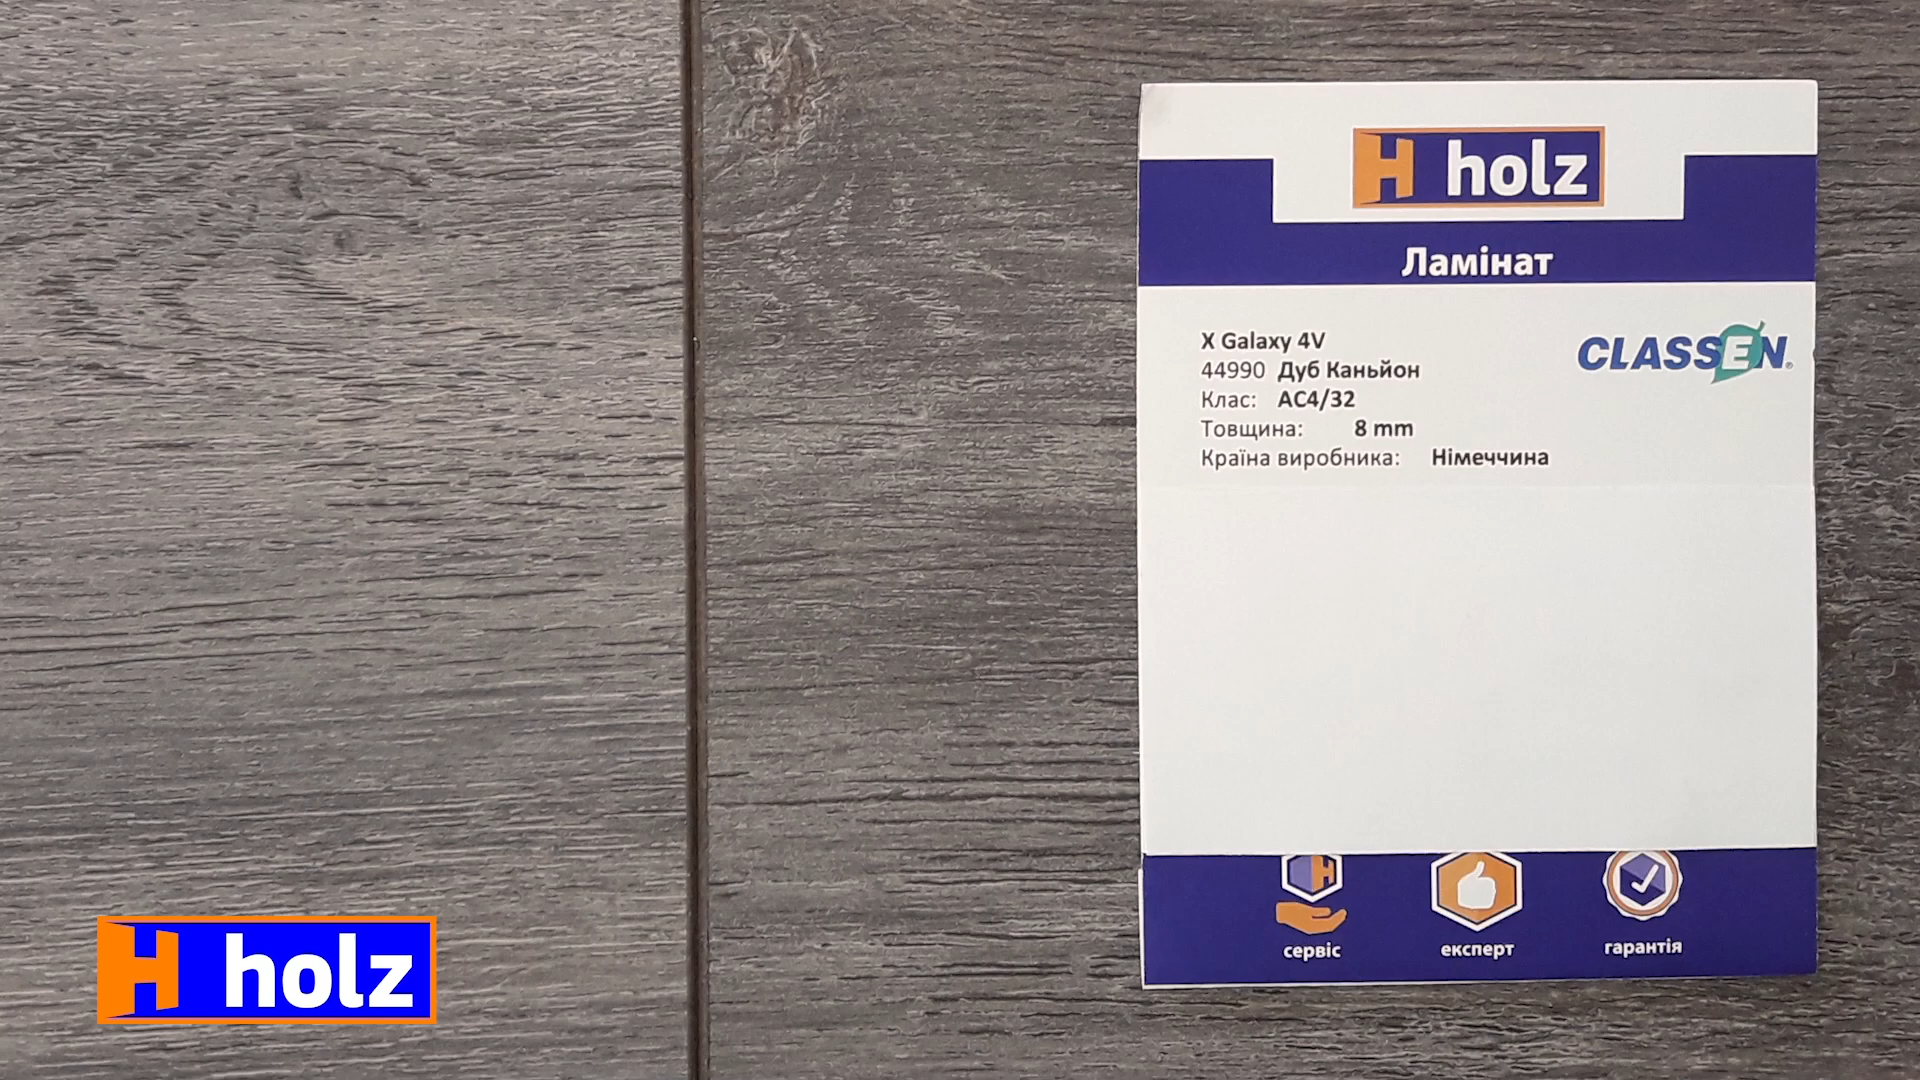 H holz
Ламінат
X Galaxy 4V
CLASSEN
44990 Дуб Каньйон
Клас: AC4/32
Товщина: 8 mm
Країна виробника: Німеччина
H
сервіс
експерт
гарантія
H holz